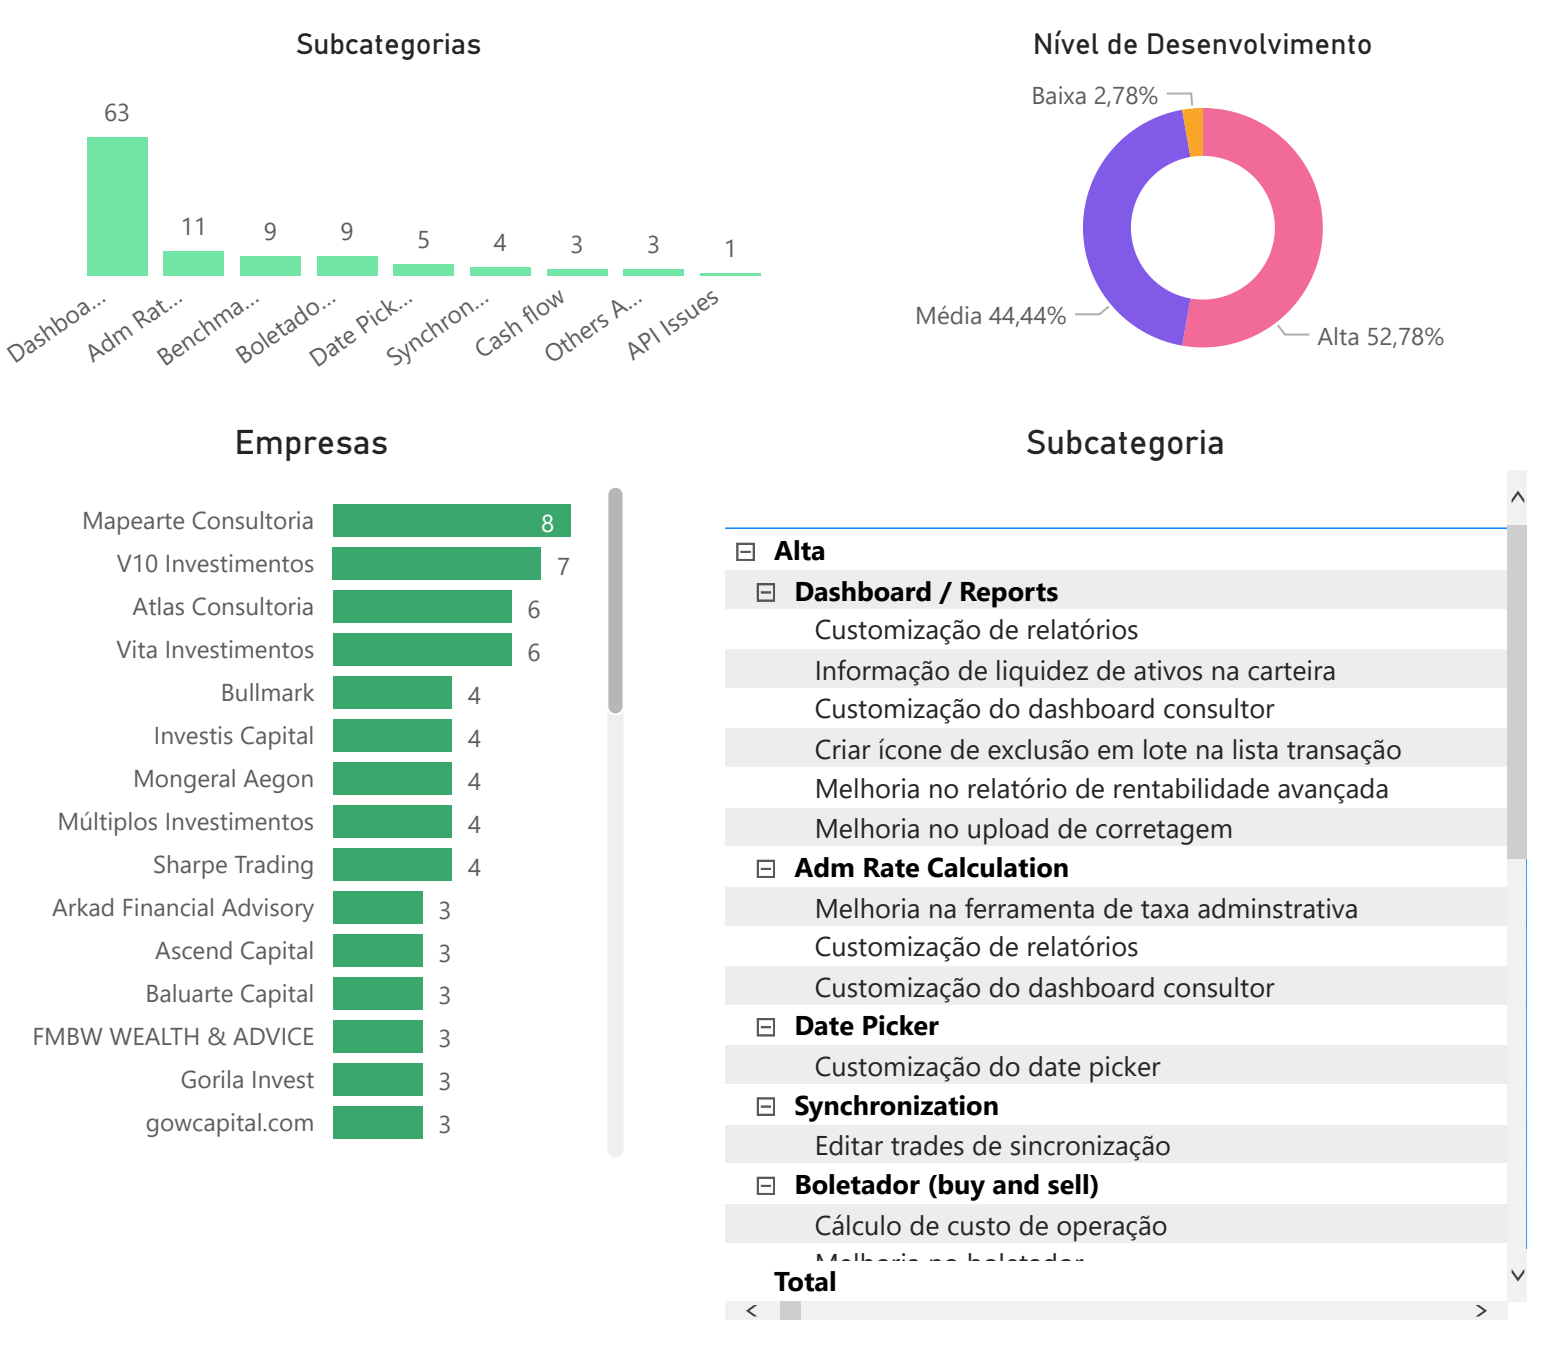 Subcategorias
63
11
9
9
5
4
3
3
1
Dashboa...
Adm Rat...
Benchma...
Boletado...
Date Pick...
Synchron...
Cash flow
Others A...
API Issues
Nível de Desenvolvimento
Baixa 2,78%
Média 44,44%
Alta 52,78%
Empresas
Mapearte Consultoria 8
V10 Investimentos 7
Atlas Consultoria 6
Vita Investimentos 6
Bullmark 4
Investis Capital 4
Mongeral Aegon 4
Múltiplos Investimentos 4
Sharpe Trading 4
Arkad Financial Advisory 3
Ascend Capital 3
Baluarte Capital 3
FMBW WEALTH & ADVICE 3
Gorila Invest 3
gowcapital.com 3
Subcategoria
Alta
Dashboard / Reports
Customização de relatórios
Informação de liquidez de ativos na carteira
Customização do dashboard consultor
Criar ícone de exclusão em lote na lista transação
Melhoria no relatório de rentabilidade avançada
Melhoria no upload de corretagem
Adm Rate Calculation
Melhoria na ferramenta de taxa adminstrativa
Customização de relatórios
Customização do dashboard consultor
Date Picker
Customização do date picker
Synchronization
Editar trades de sincronização
Boletador (buy and sell)
Cálculo de custo de operação
Melhoria no boletador
Total